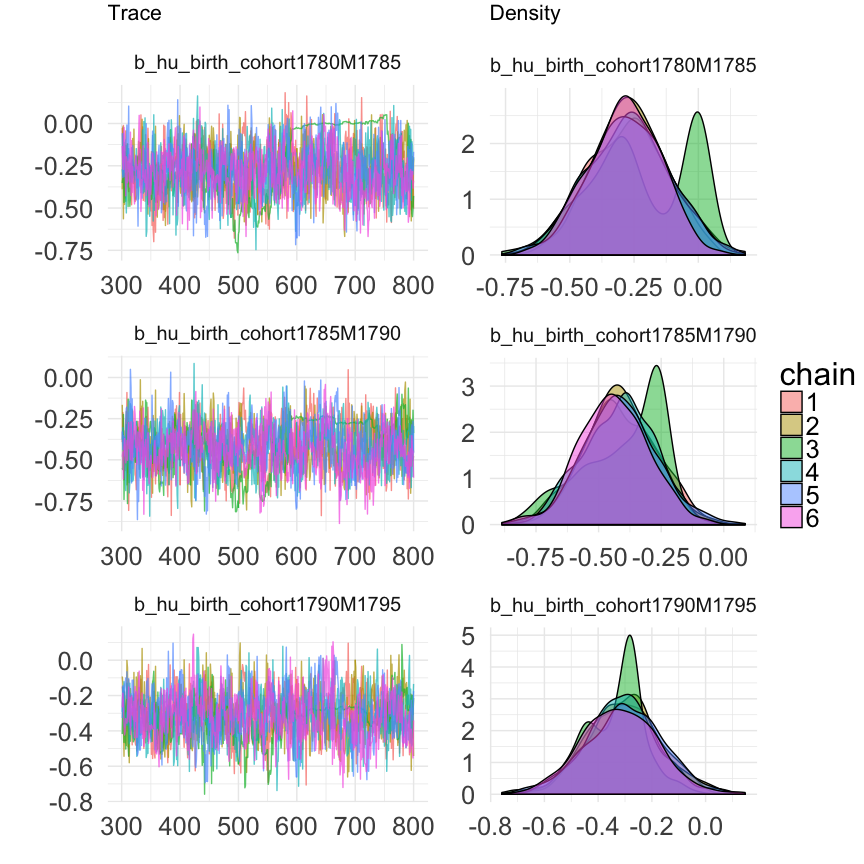 Trace
Density
b_hu_birth_cohort1780M1785
b_hu_birth_cohort1780M1785
0.00
-0.25
-0.50
-0.75
300 400 500 600 700 800
2
1
0
-0.75 -0.50 -0.25 0.00
b_hu_birth_cohort1785M1790
b_hu_birth_cohort1785M1790
0.00
-0.25
-0.50
-0.75
300 400 500 600 700 800
3
2
1
0
-0.75 -0.50 -0.25 0.00
b_hu_birth_cohort1790M1795
b_hu_birth_cohort1790M1795
0.0
-0.2
-0.4
-0.6
-0.8
300 400 500 600 700 800
5
4
3
2
1
0
-0.8 -0.6 -0.4 -0.2 0.0
chain
1
2
3
4
5
6